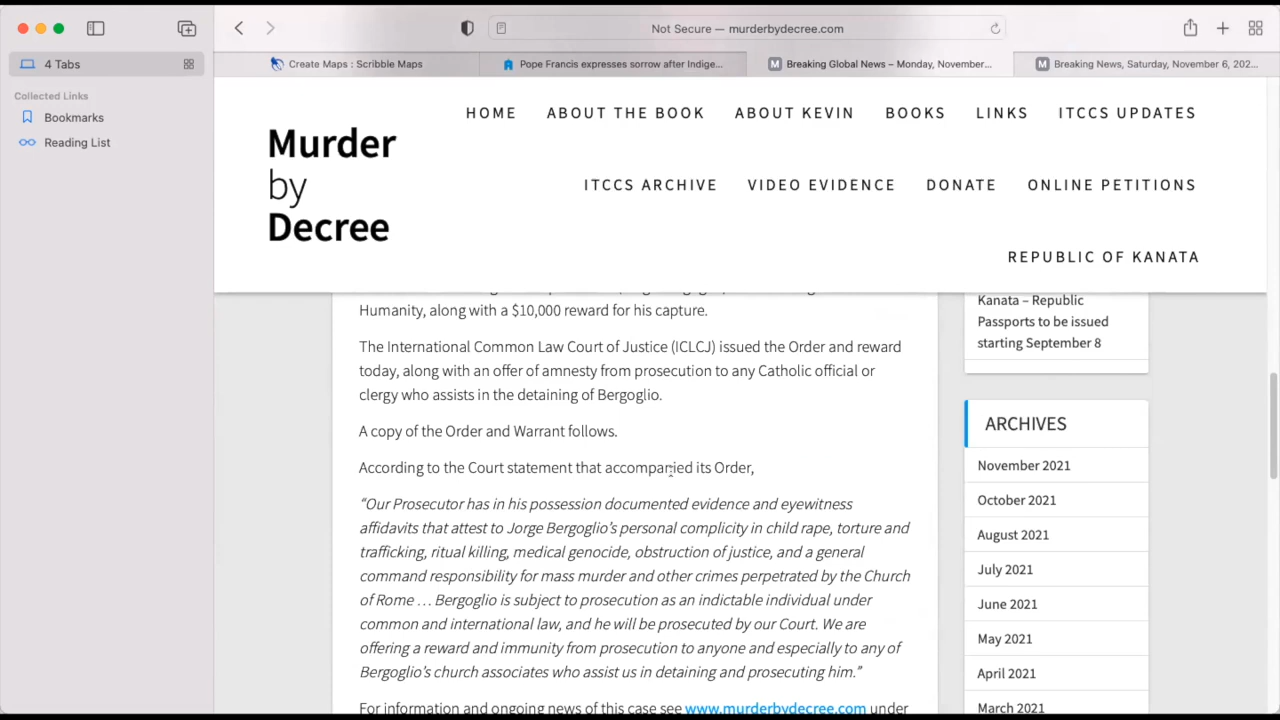 4 Tabs
Collected Links
Bookmarks
Reading List
Not Secure — murderbydecree.com
Create Maps : Scribble Maps
Pope Francis expresses sorrow after Indige...
Breaking Global News – Monday, November...
Breaking News, Saturday, November 6, 202...
Murder
by
Decree
HOME ABOUT THE BOOK ABOUT KEVIN BOOKS LINKS ITCCS UPDATES
ITCCS ARCHIVE VIDEO EVIDENCE DONATE ONLINE PETITIONS
REPUBLIC OF KANATA
Humanity, along with a $10,000 reward for his capture.
The International Common Law Court of Justice (ICLCJ) issued the Order and reward
today, along with an offer of amnesty from prosecution to any Catholic official or
clergy who assists in the detaining of Bergoglio.
A copy of the Order and Warrant follows.
According to the Court statement that accompanied its Order,
“Our Prosecutor has in his possession documented evidence and eyewitness
affidavits that attest to Jorge Bergoglio’s personal complicity in child rape, torture and
trafficking, ritual killing, medical genocide, obstruction of justice, and a general
command responsibility for mass murder and other crimes perpetrated by the Church
of Rome … Bergoglio is subject to prosecution as an indictable individual under
common and international law, and he will be prosecuted by our Court. We are
offering a reward and immunity from prosecution to anyone and especially to any of
Bergoglio’s church associates who assist us in detaining and prosecuting him.”
For information and ongoing news of this case see www.murderbydecree.com under
Kanata – Republic
Passports to be issued
starting September 8
ARCHIVES
November 2021
October 2021
August 2021
July 2021
June 2021
May 2021
April 2021
March 2021